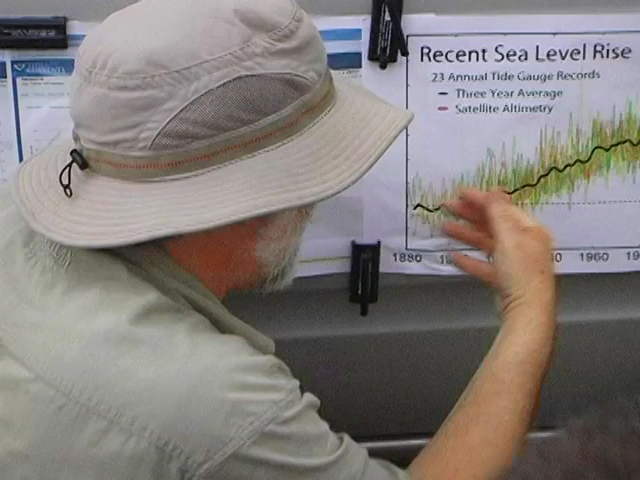 Recent Sea Level Rise
23 Annual Tide Gauge Records
Three Year Average
Satellite Altimetry
1880
1960